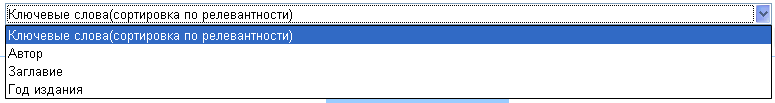 Ключевые слова(сортировка по релевантности)
Ключевые слова(сортировка по релевантности)
Автор
Заглавие
Год издания